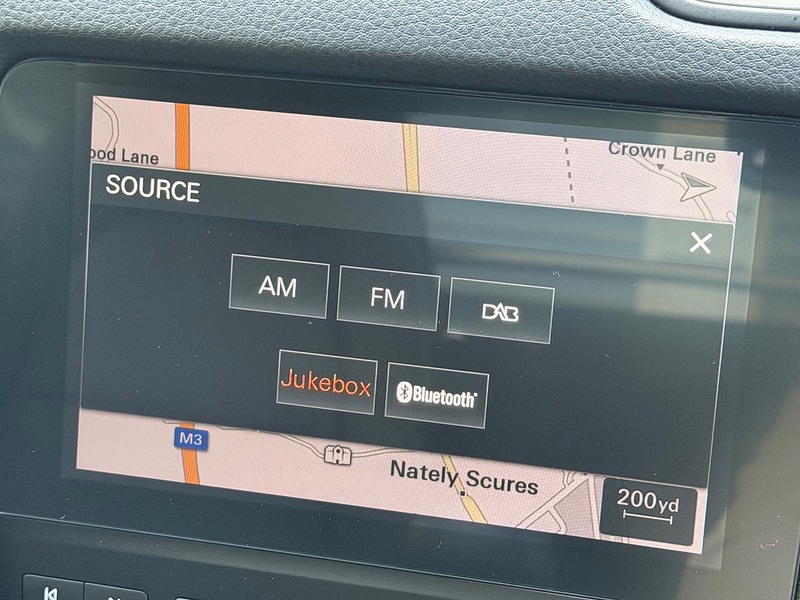 ood Lane
Crown Lane
SOURCE
AM
FM
DAB
Jukebox
Bluetooth
M3
Nately Scures
200yd